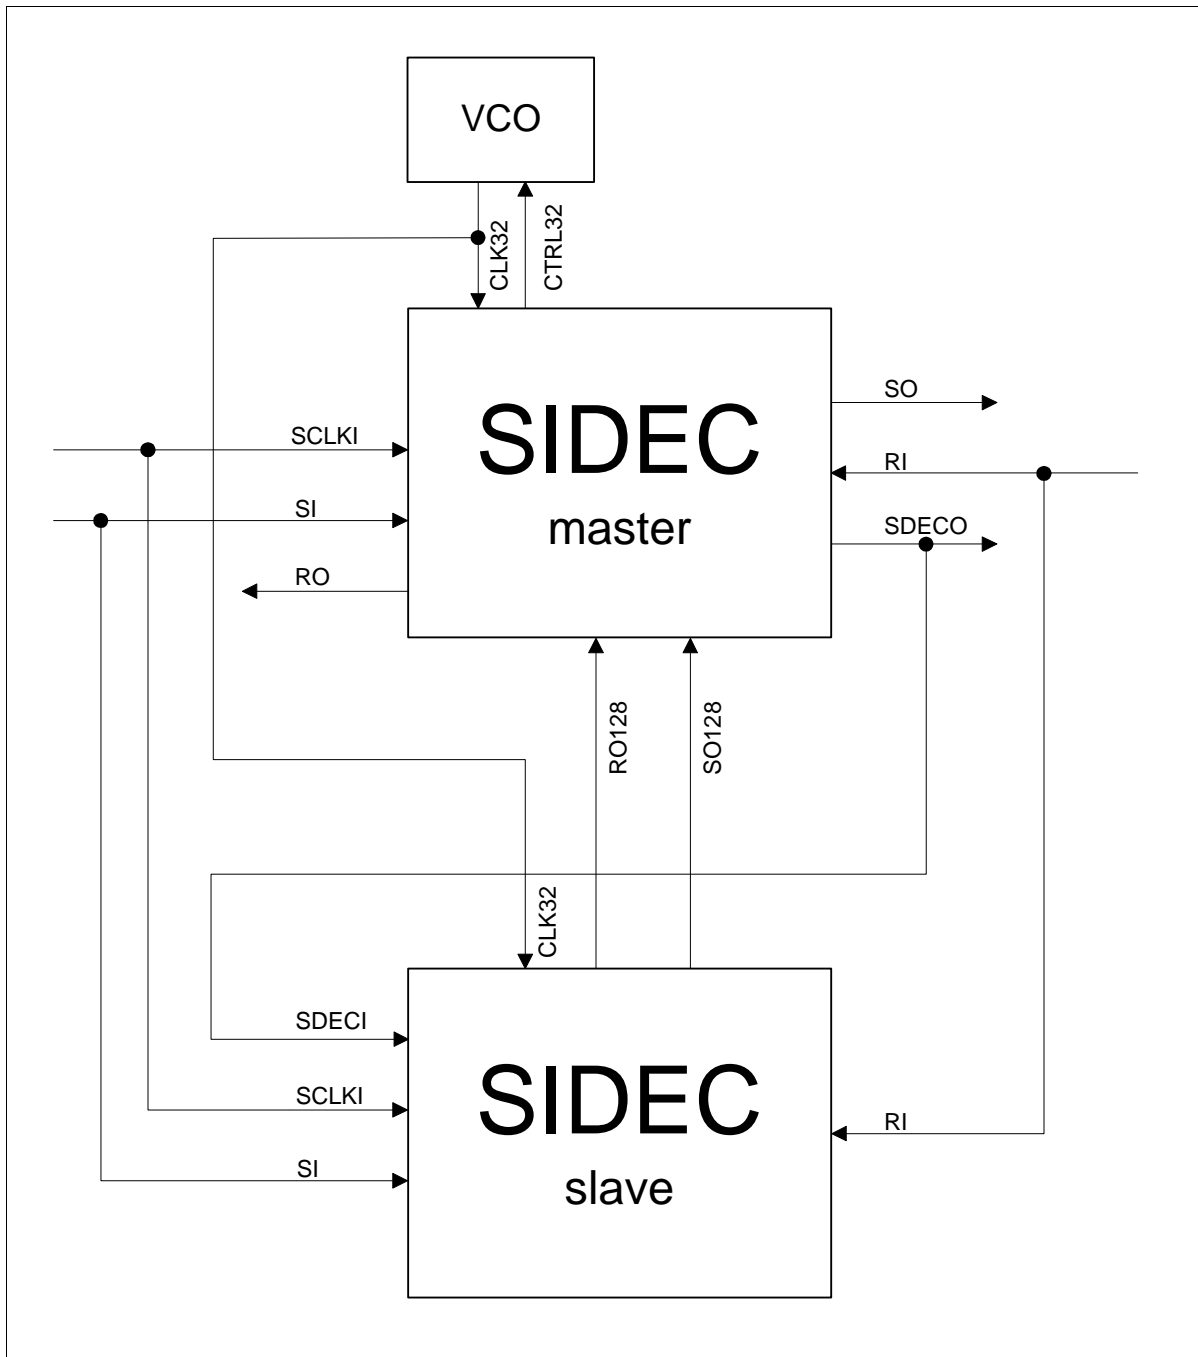 VCO
CLK32
CTRL32
SIDEC
master
SCLKI
SI
RO
SO
RI
SDECO
RO128
SO128
CLK32
SIDEC
slave
SDECI
SCLKI
SI
RI